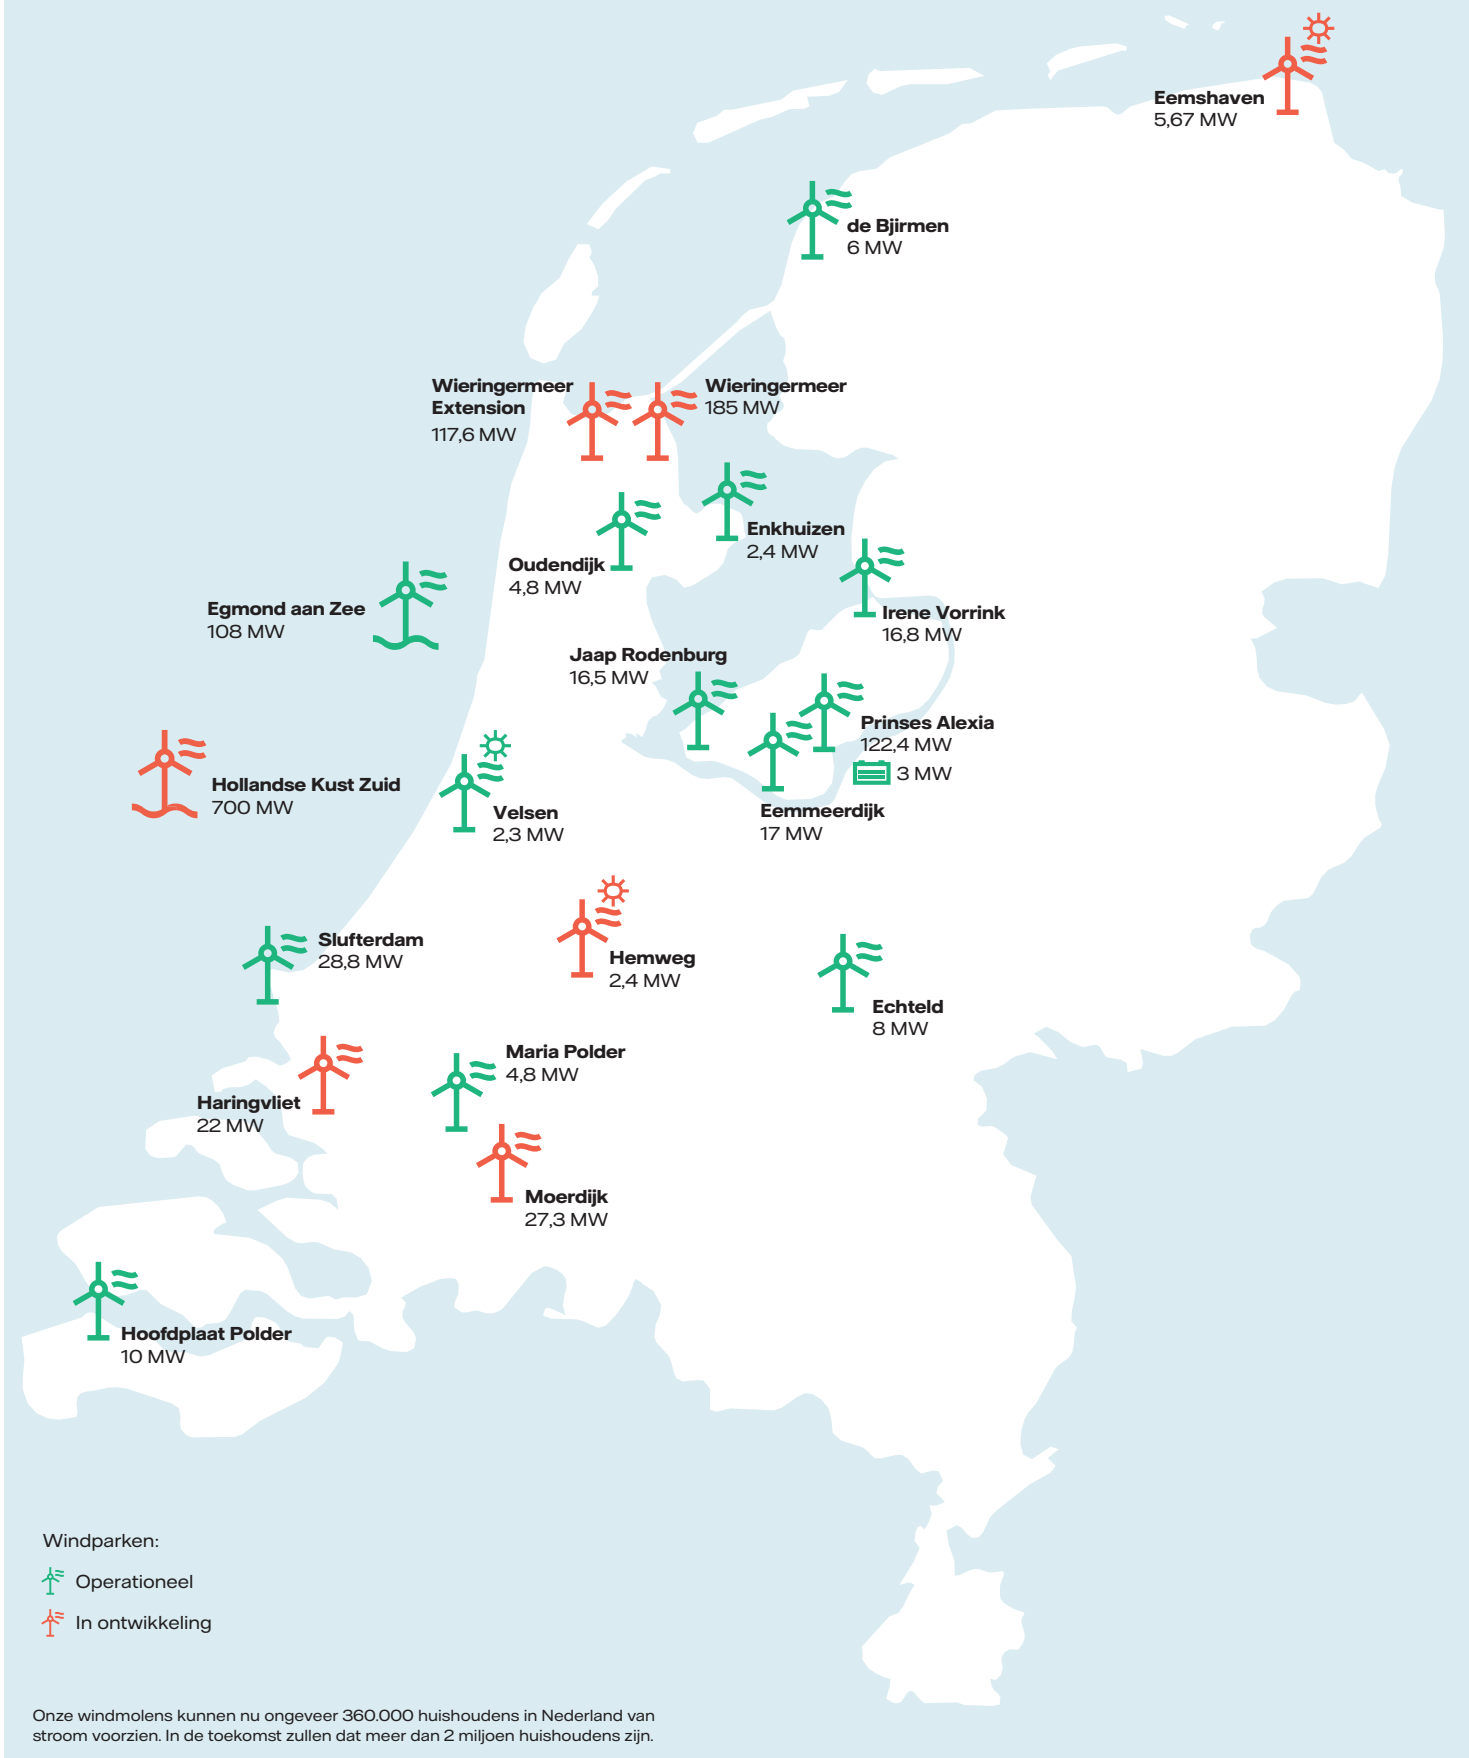 Eemshaven
5,67 MW
de Bjirmen
6 MW
Wieringermeer
Extension
117,6 MW
Wieringermeer
185 MW
Enkhuizen
2,4 MW
Oudendijk
4,8 MW
Egmond aan Zee
108 MW
Irene Vorrink
16,8 MW
Jaap Rodenburg
16,5 MW
Prinses Alexia
122,4 MW
3 MW
Hollandse Kust Zuid
700 MW
Velsen
2,3 MW
Eemmeerdijk
17 MW
Slufterdam
28,8 MW
Hemweg
2,4 MW
Echteld
8 MW
Maria Polder
4,8 MW
Haringvliet
22 MW
Moerdijk
27,3 MW
Hoofdplaat Polder
10 MW
Windparken:
Operationeel
In ontwikkeling
Onze windmolens kunnen nu ongeveer 360.000 huishoudens in Nederland van
stroom voorzien. In de toekomst zullen dat meer dan 2 miljoen huishoudens zijn.